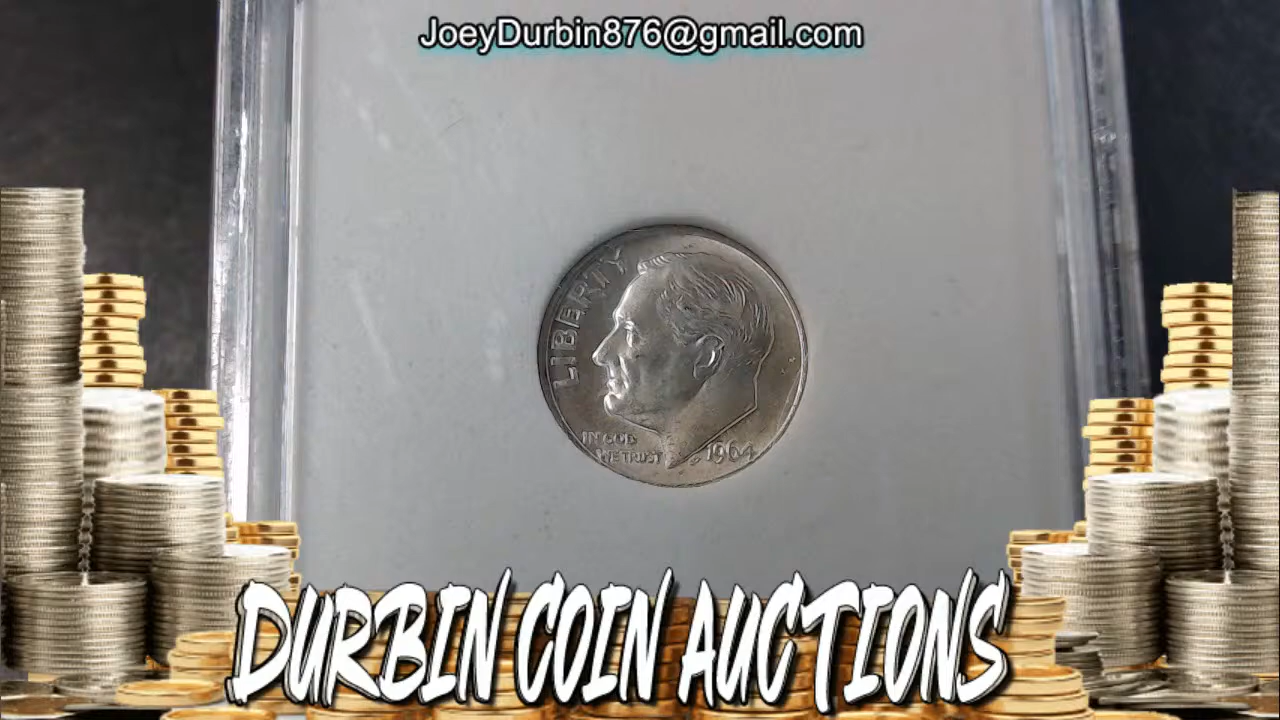 JoeyDurbin876@gmail.com
LIBERTY
IN GOD
WE TRUST
1964
DURBIN COIN AUCTIONS